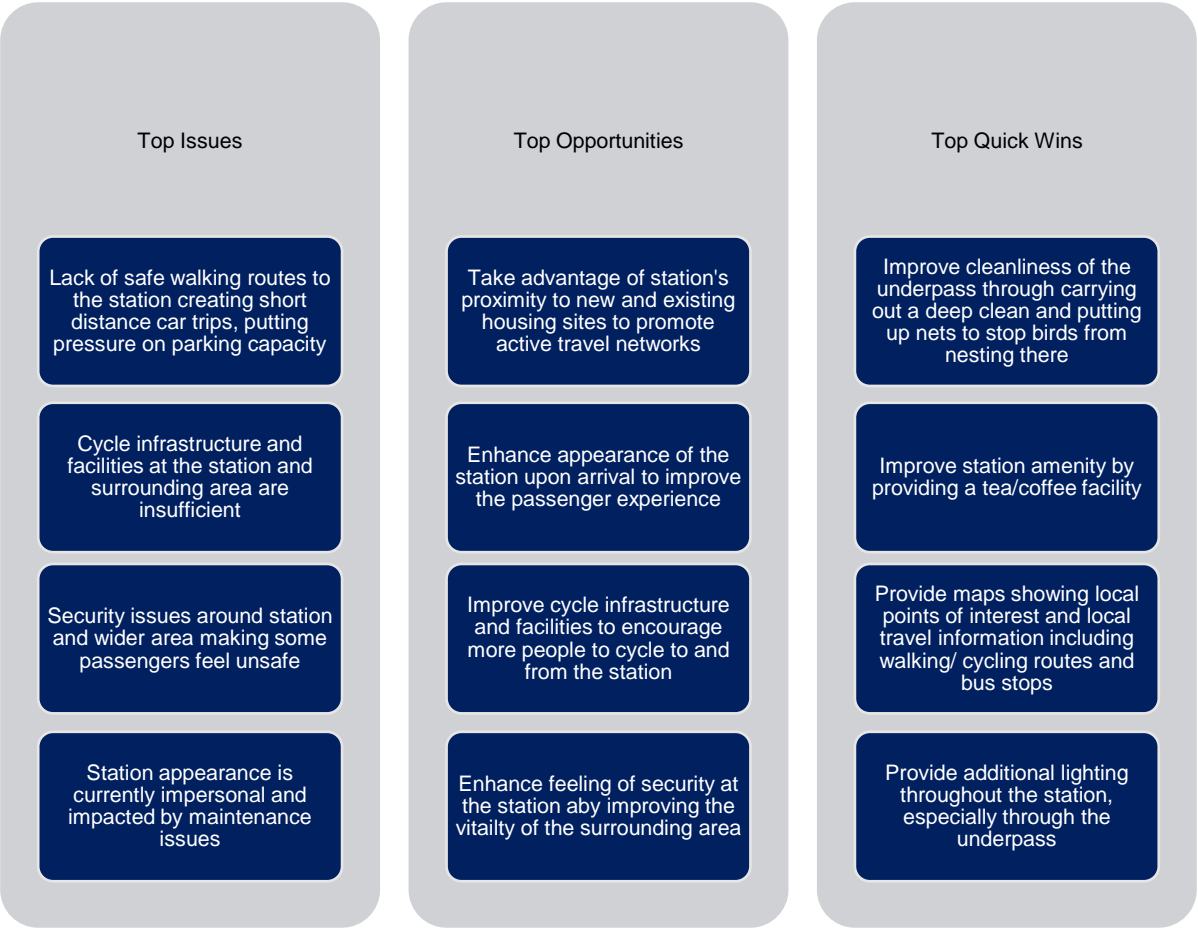 Top Issues
Lack of safe walking routes to
the station creating short
distance car trips, putting
pressure on parking capacity
Cycle infrastructure and
facilities at the station and
surrounding area are
insufficient
Security issues around station
and wider area making some
passengers feel unsafe
Station appearance is
currently impersonal and
impacted by maintenance
issues
Top Opportunities
Take advantage of station's
proximity to new and existing
housing sites to promote
active travel networks
Enhance appearance of the
station upon arrival to improve
the passenger experience
Improve cycle infrastructure
and facilities to encourage
more people to cycle to and
from the station
Enhance feeling of security at
the station aby improving the
vitailty of the surrounding area
Top Quick Wins
Improve cleanliness of the
underpass through carrying
out a deep clean and putting
up nets to stop birds from
nesting there
Improve station amenity by
providing a tea/coffee facility
Provide maps showing local
points of interest and local
travel information including
walking/ cycling routes and
bus stops
Provide additional lighting
throughout the station,
especially through the
underpass